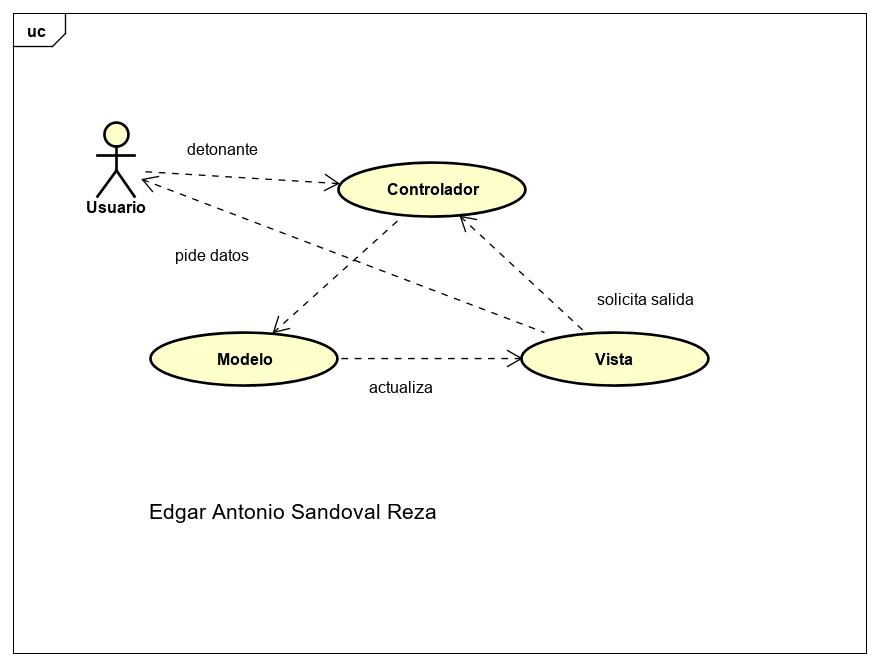 uc
detonante
Controlador
Usuario
pide datos
solicita salida
Modelo
Vista
actualiza
Edgar Antonio Sandoval Reza